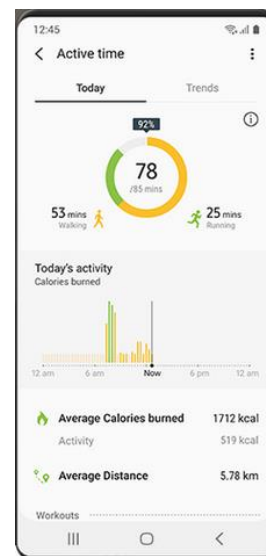 12:45
Active time
Today Trends
92%
78
/85 mins
53 mins
Walking
25 mins
Running
Today's activity
Calories burned
12 am 6 am Now 6 pm 12 am
Average Calories burned 1712 kcal
Activity 519 kcal
Average Distance 5.78 km
Workouts